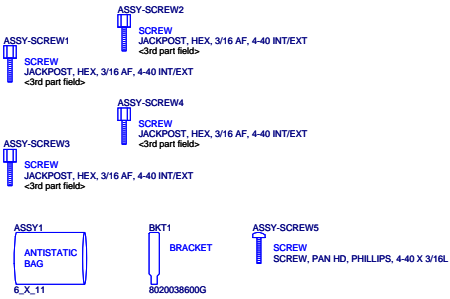 ASSY-SCREW2
SCREW
JACKPOST, HEX, 3/16 AF, 4-40 INT/EXT
<3rd part field>
ASSY-SCREW1
SCREW
JACKPOST, HEX, 3/16 AF, 4-40 INT/EXT
<3rd part field>
ASSY-SCREW4
SCREW
JACKPOST, HEX, 3/16 AF, 4-40 INT/EXT
<3rd part field>
ASSY-SCREW3
SCREW
JACKPOST, HEX, 3/16 AF, 4-40 INT/EXT
<3rd part field>
ASSY1
ANTISTATIC
BAG
6_X_11
BKT1
BRACKET
8020038600G
ASSY-SCREW5
SCREW
SCREW, PAN HD, PHILLIPS, 4-40 X 3/16L